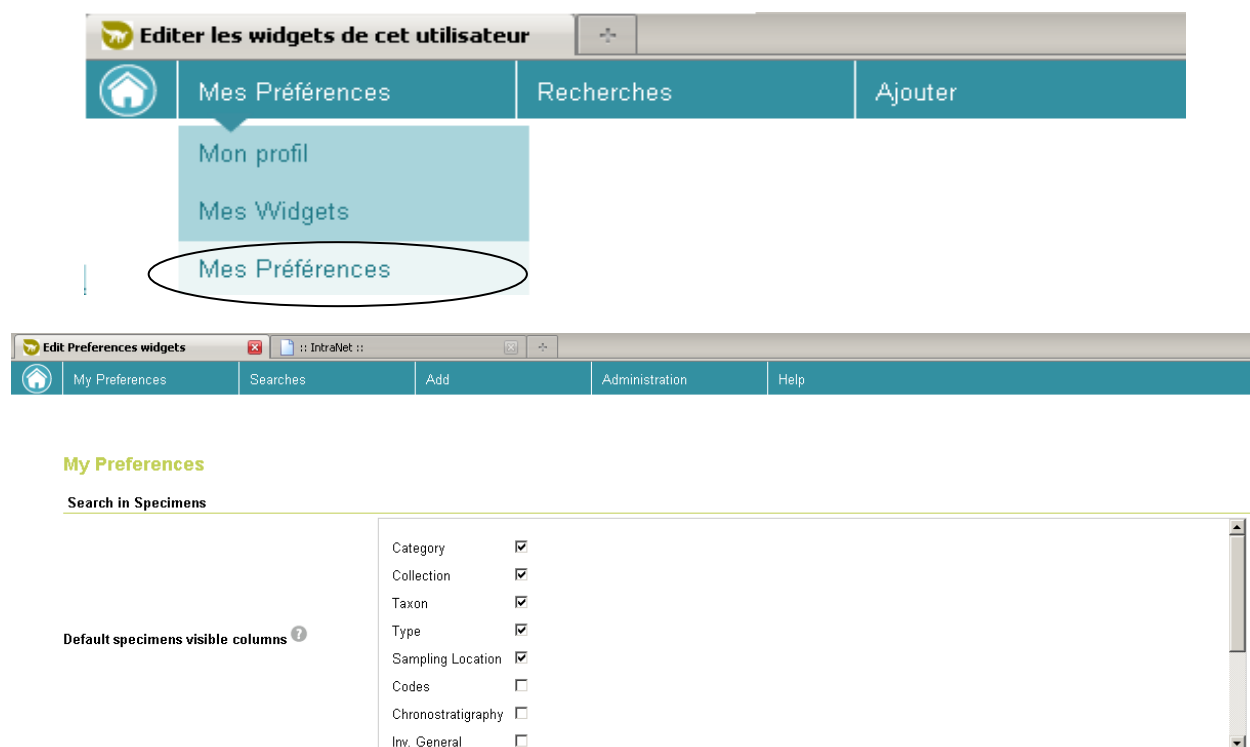 Editer les widgets de cet utilisateur
Mes Préférences Recherches Ajouter
Mon profil
Mes Widgets
Mes Préférences
Edit Preferences widgets :: IntraNet ::
My Preferences Searches Add Administration Help
My Preferences
Search in Specimens
Category
Collection
Taxon
Default specimens visible columns ?
Type
Sampling Location
Codes
Chronostratigraphy
Inv. General